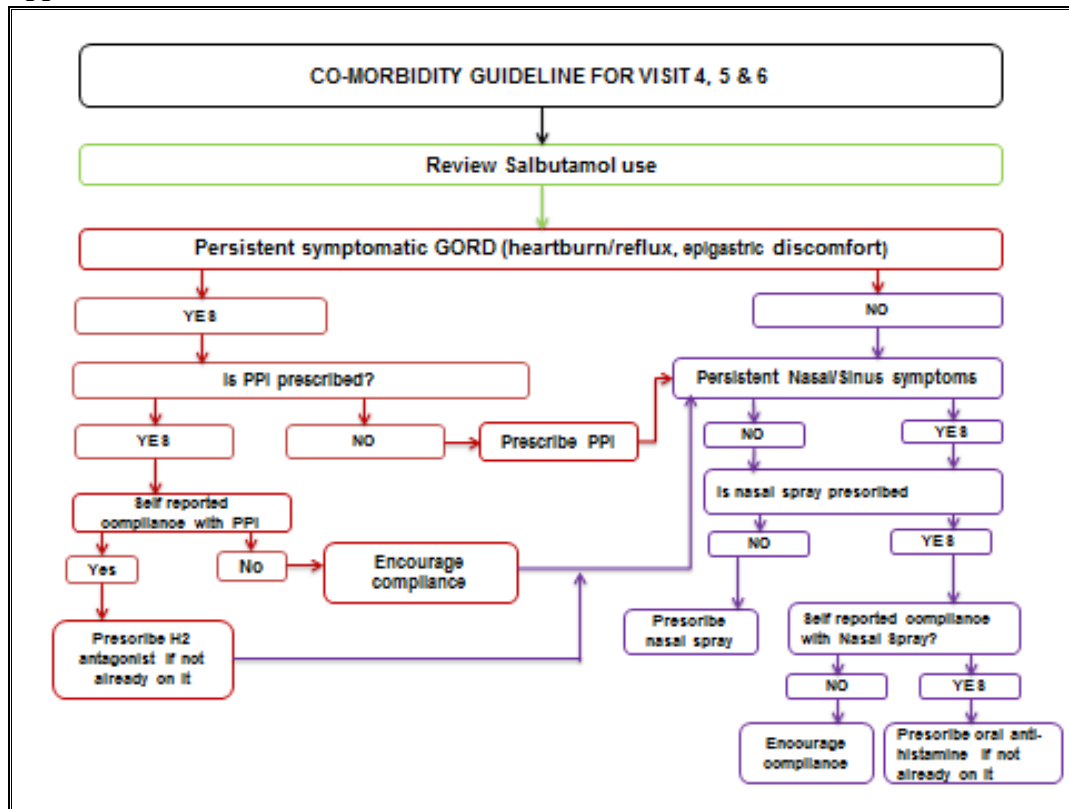 CO-MORBIDITY GUIDELINE FOR VISIT 4, 5 & 6
Review Salbutamol use
Persistent symptomatic GORD (heartburn/reflux, epigastric discomfort)
YES
NO
Is PPI prescribed?
Persistent Nasal/Sinus symptoms
YES
NO
Prescribe PPI
NO
YES
Is nasal spray prescribed
Self reported
compliance with PPI
NO
YES
Yes
No
Encourage
compliance
Prescribe H2
antagonist if not
already on it
Prescribe
nasal spray
Self reported compliance
with Nasal Spray?
NO
YES
Encourage
compliance
Prescribe oral anti-
histamine if not
already on it